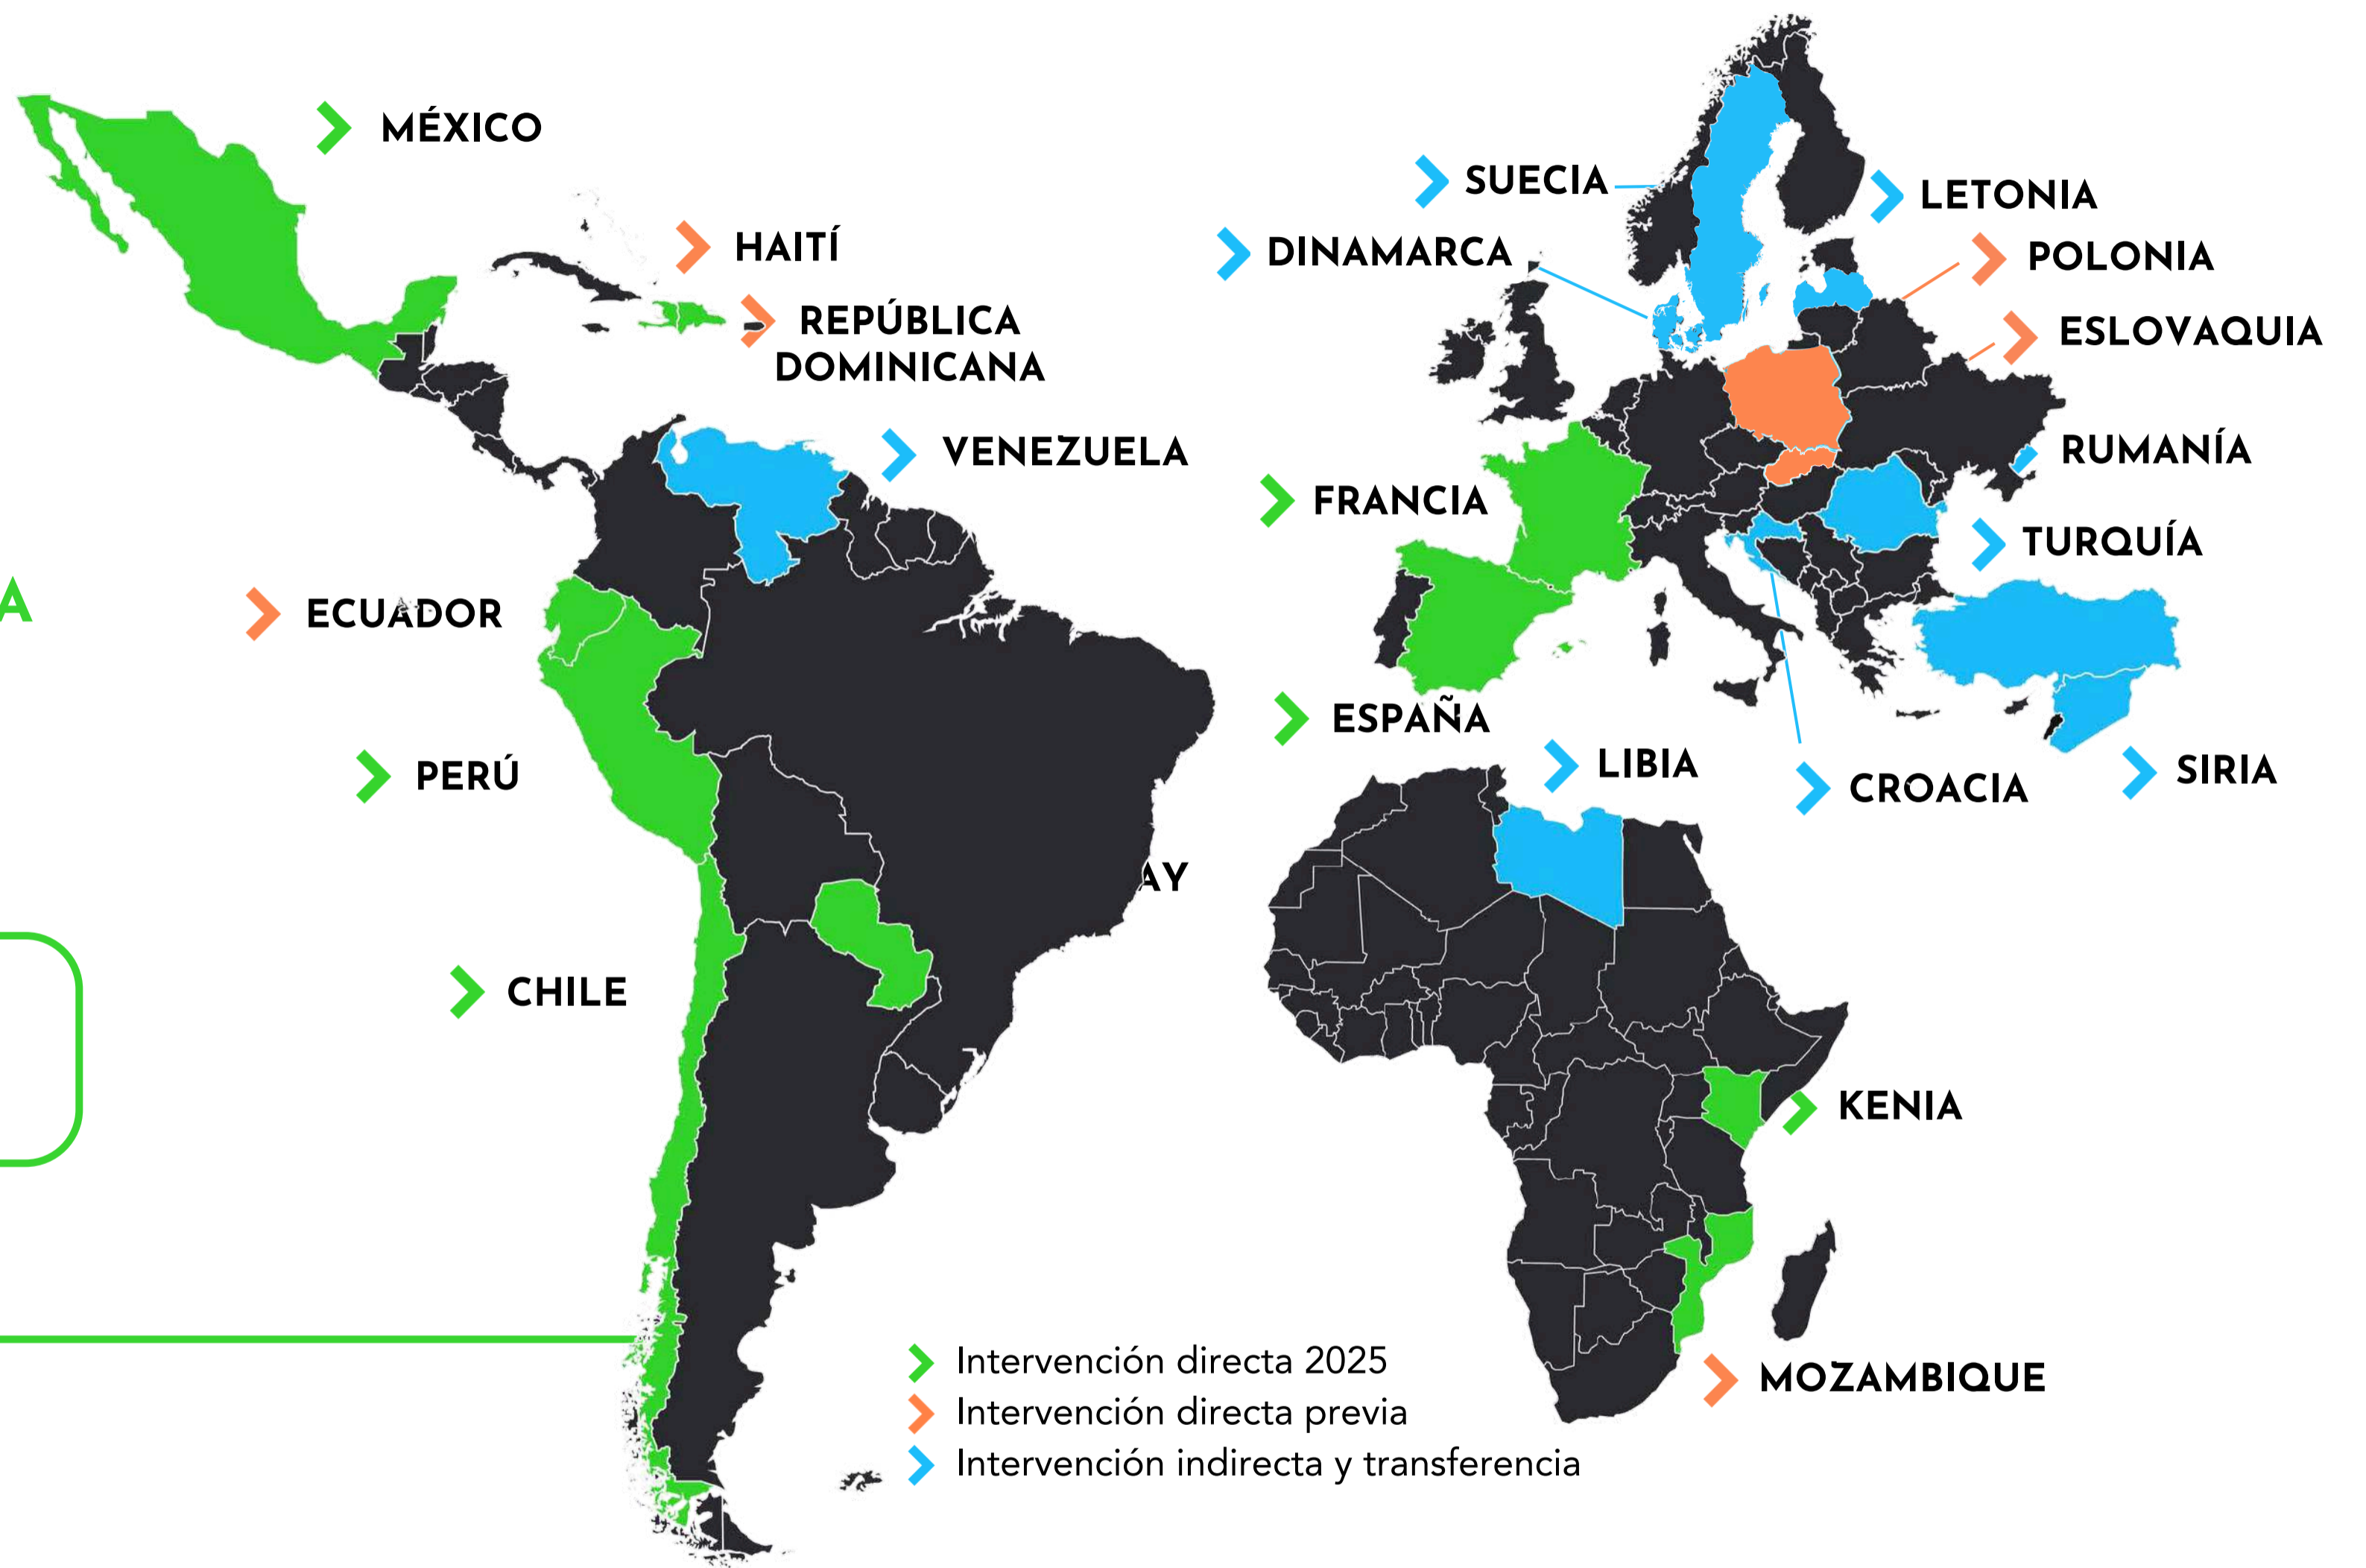 MÉXICO
HAITÍ
REPÚBLICA
DOMINICANA
VENEZUELA
ECUADOR
PERÚ
AY
CHILE
A
SUECIA
LETONIA
DINAMARCA
POLONIA
ESLOVAQUIA
RUMANÍA
FRANCIA
TURQUÍA
ESPAÑA
LIBIA
CROACIA
SIRIA
KENIA
MOZAMBIQUE
Intervención directa 2025
Intervención directa previa
Intervención indirecta y transferencia